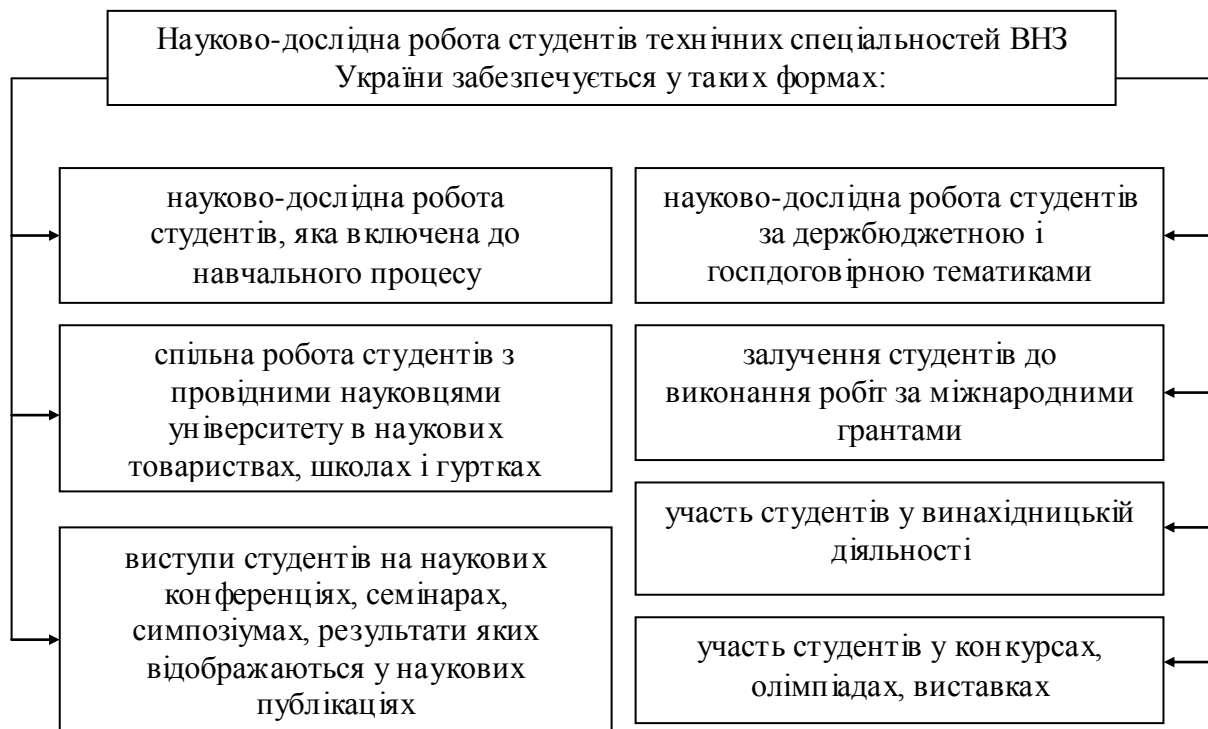 Науково-дослідна робота студентів технічних спеціальностей ВНЗ
України забезпечується у таких формах:
науково-дослідна робота
студентів, яка включена до
навчального процесу
спільна робота студентів з
провідними науковцями
університету в наукових
товариствах, школах і гуртках
виступи студентів на наукових
конференціях, семінарах,
симпозіумах, результати яких
відображаються у наукових
публікаціях
науково-дослідна робота студентів
за держбюджетною і
госпдоговірною тематиками
залучення студентів до
виконання робіт за міжнародними
грантами
участь студентів у винахідницькій
діяльності
участь студентів у конкурсах,
олімпіадах, виставках